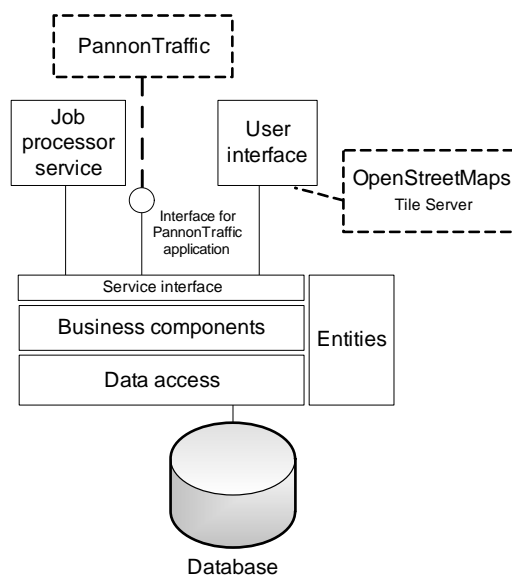 PannonTraffic
Job
processor
service
User
interface
OpenStreetMaps
Tile Server
Interface for
PannonTraffic
application
Service interface
Business components
Entities
Data access
Database